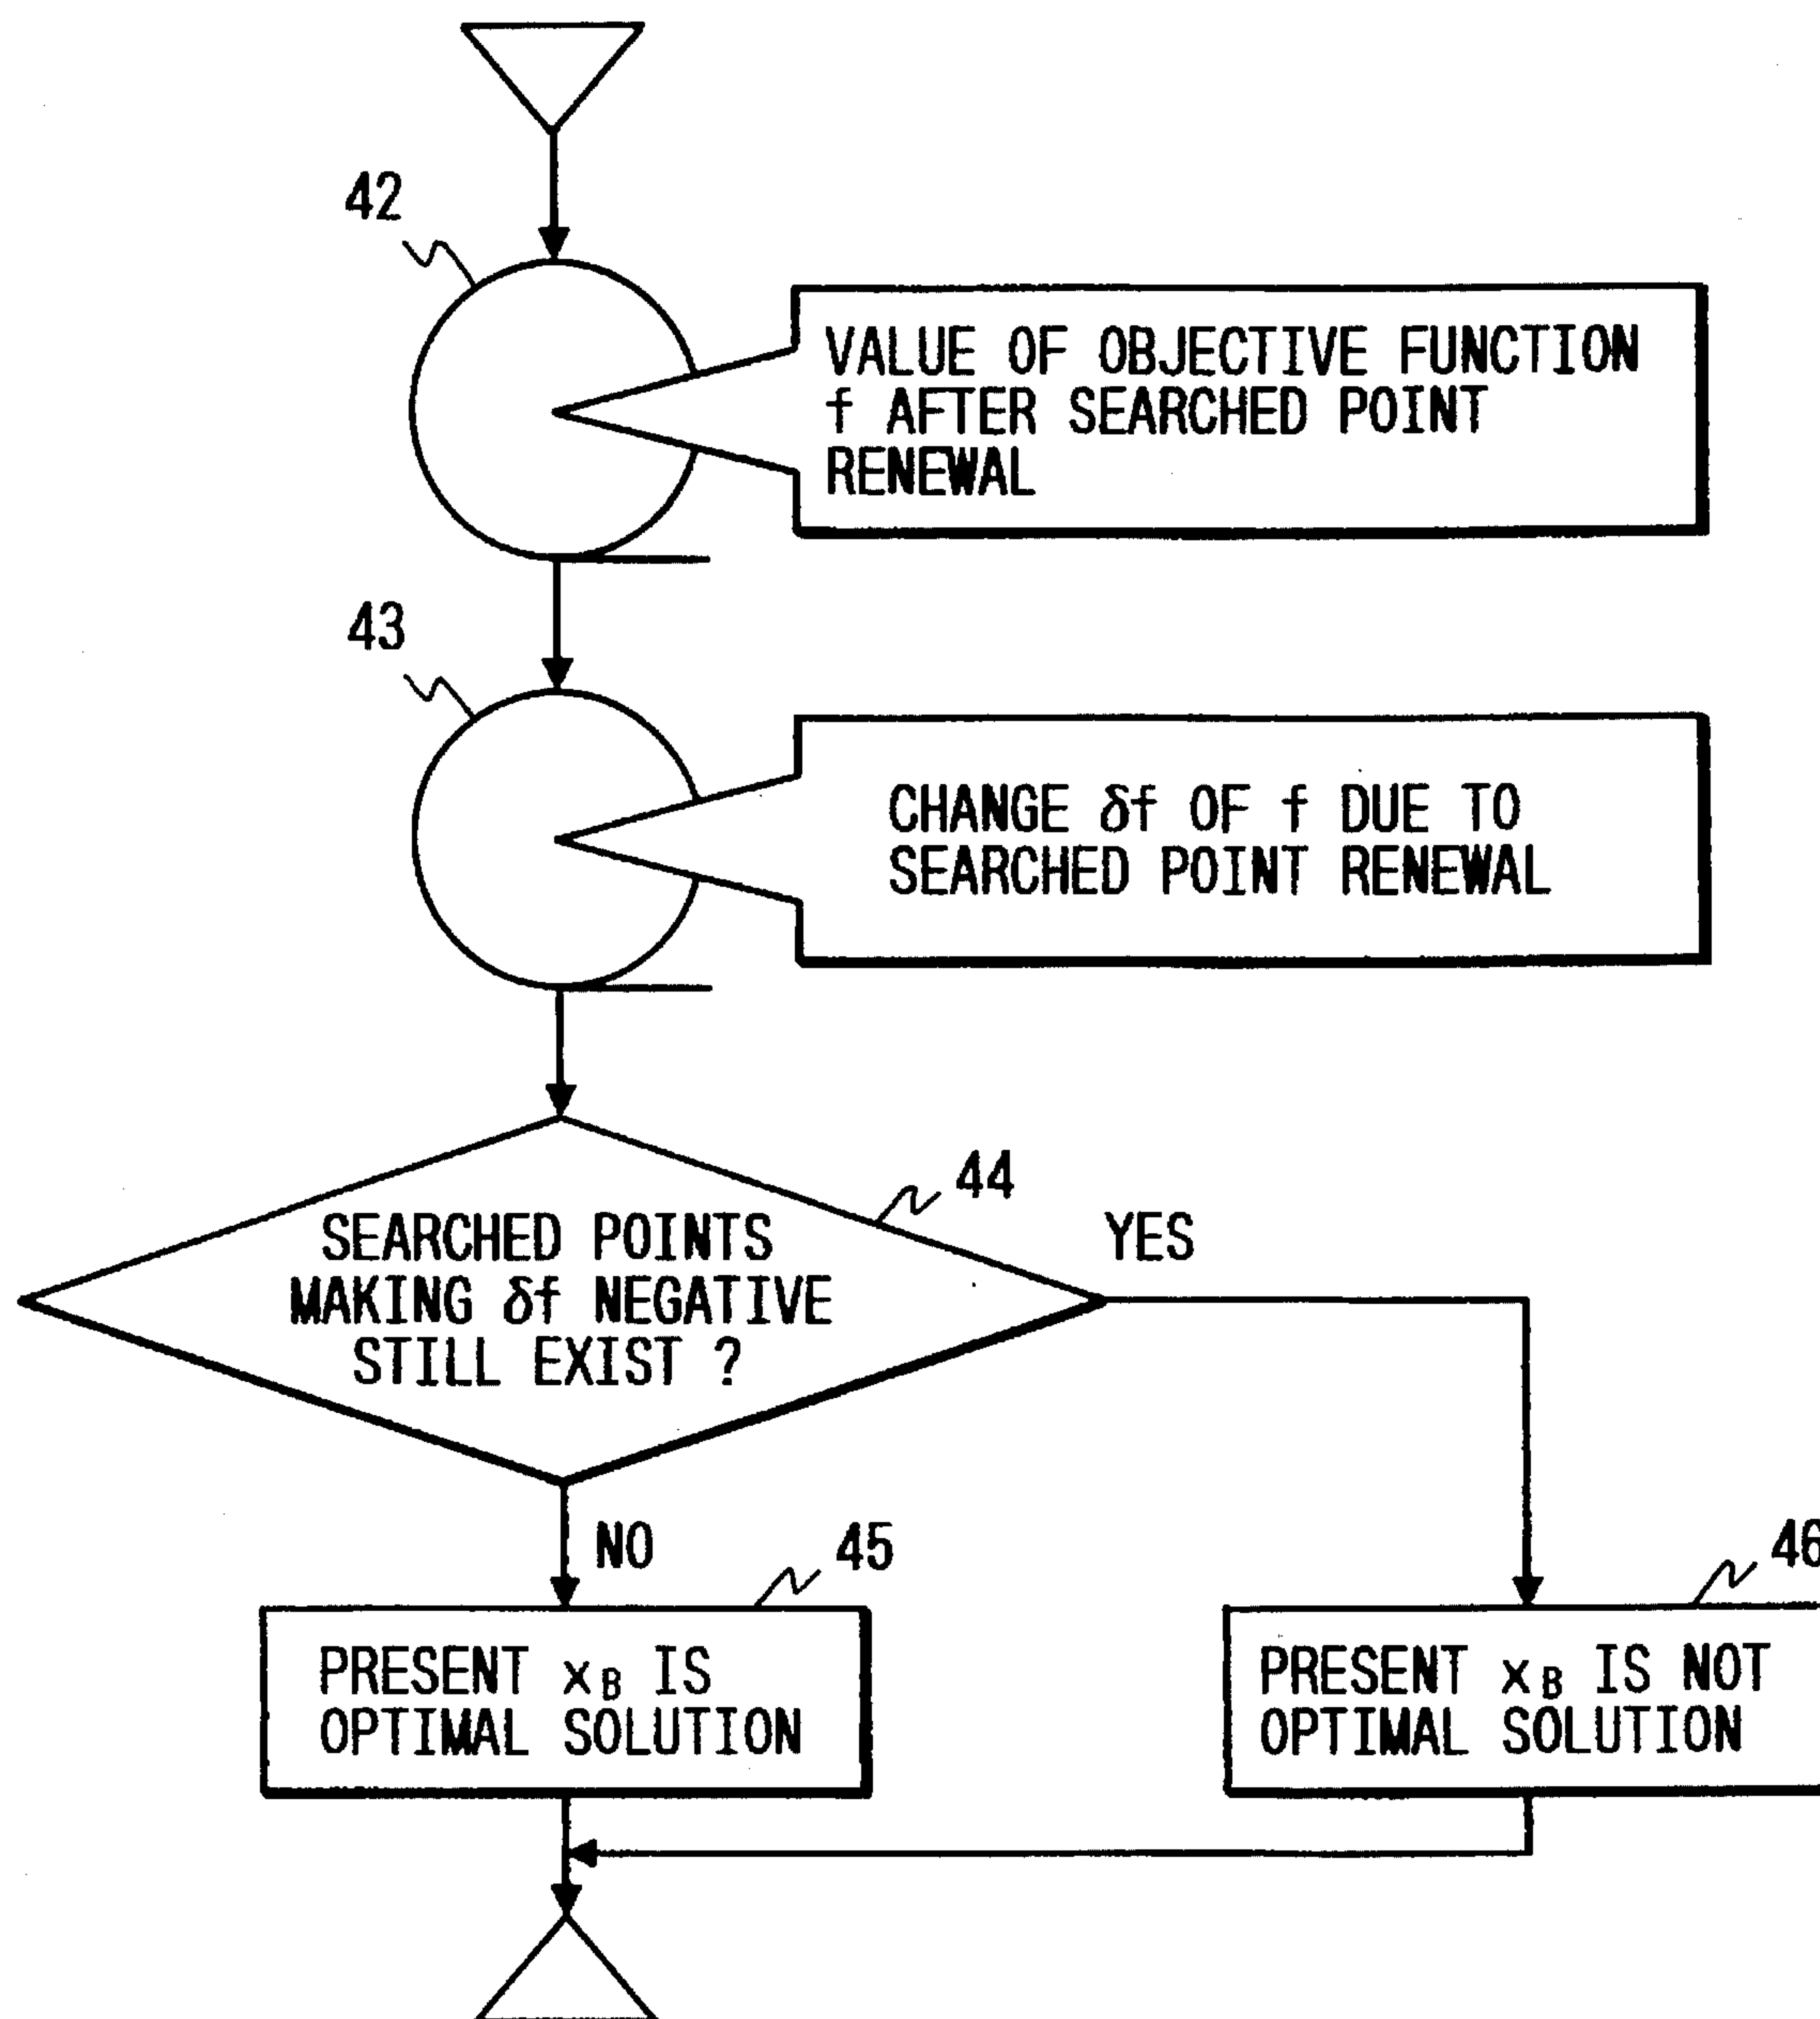 42
VALUE OF OBJECTIVE FUNCTION
f AFTER SEARCHED POINT
RENEWAL
43
CHANGE δf OF f DUE TO
SEARCHED POINT RENEWAL
44
SEARCHED POINTS
MAKING δf NEGATIVE
STILL EXIST ?
YES
NO
45
46
PRESENT xB IS
OPTIMAL SOLUTION
PRESENT xB IS NOT
OPTIMAL SOLUTION